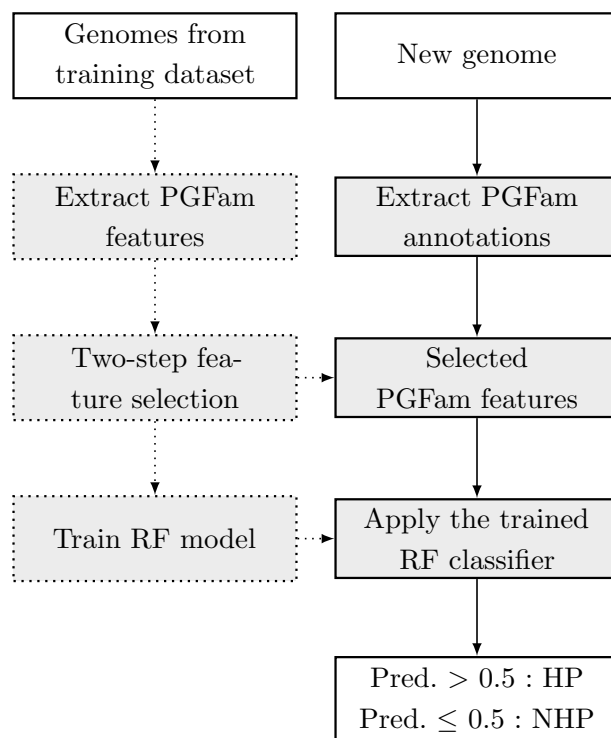 Genomes from
training dataset
New genome
Extract PGFam
features
Extract PGFam
annotations
Two-step fea-
ture selection
Selected
PGFam features
Train RF model
Apply the trained
RF classifier
Pred. > 0.5 : HP
Pred. ≤ 0.5 : NHP